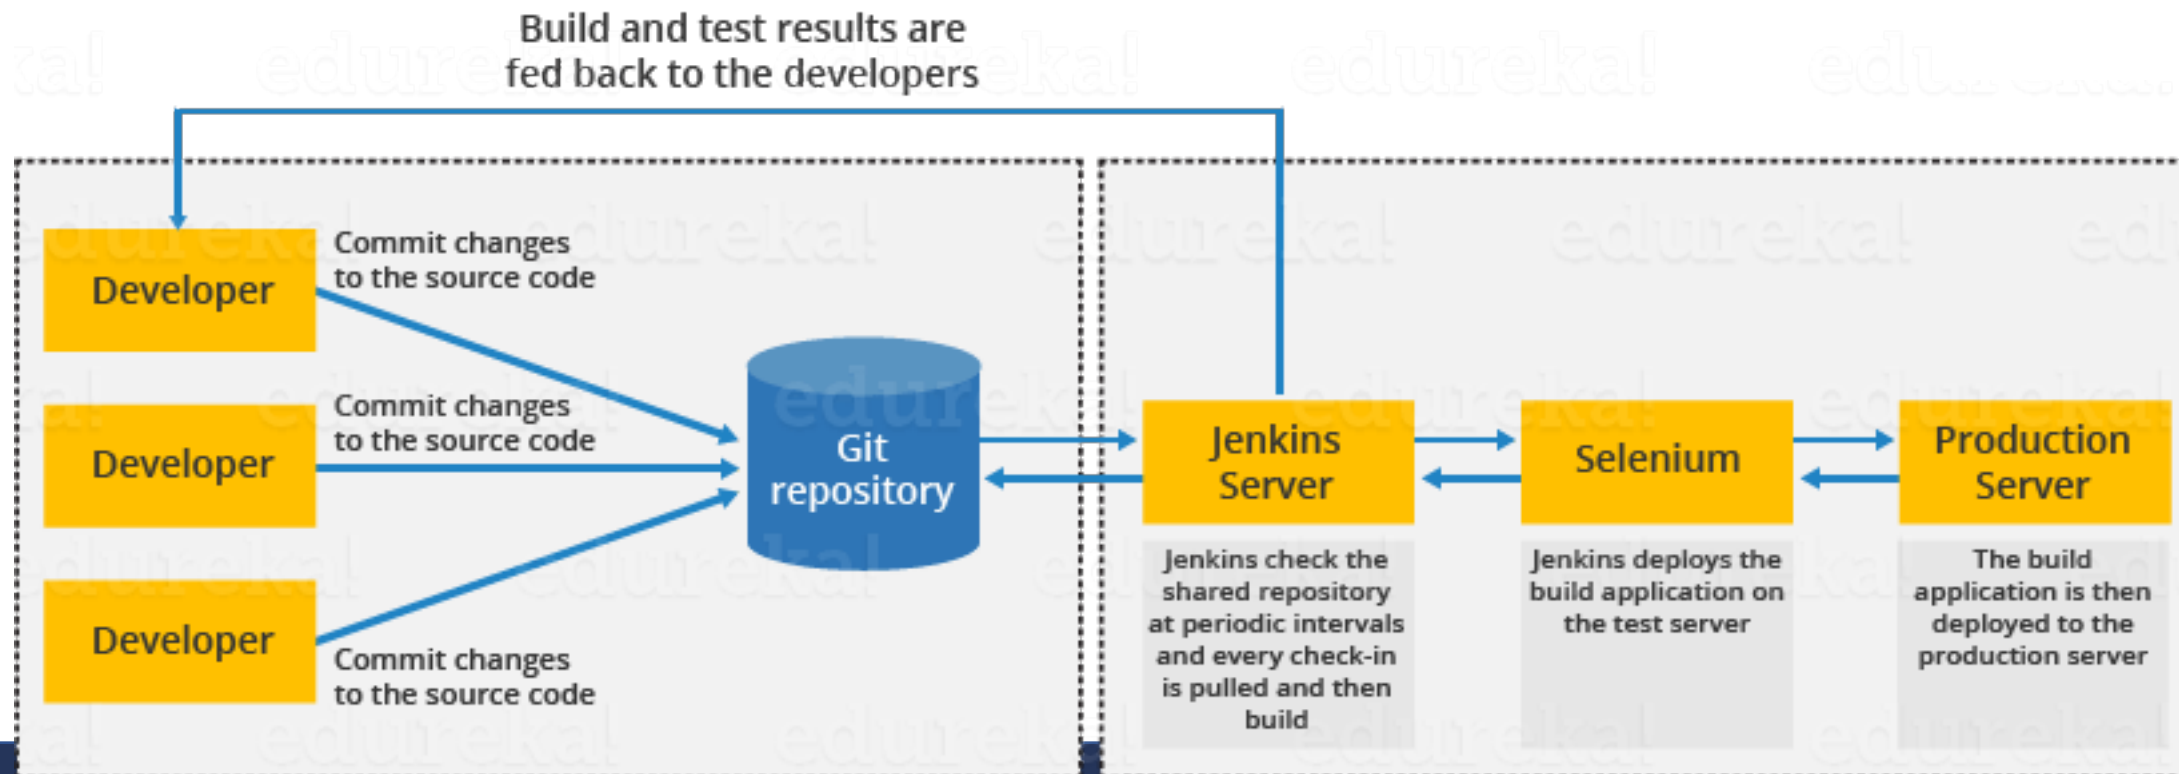 Build and test results are
fed back to the developers
Developer
Commit changes
to the source code
Developer
Commit changes
to the source code
Developer
Commit changes
to the source code
Git
repository
Jenkins
Server
Jenkins check the
shared repository
at periodic intervals
and every check-in
is pulled and then
build
Selenium
Jenkins deploys the
build application on
the test server
Production
Server
The build
application is then
deployed to the
production server
edureka!